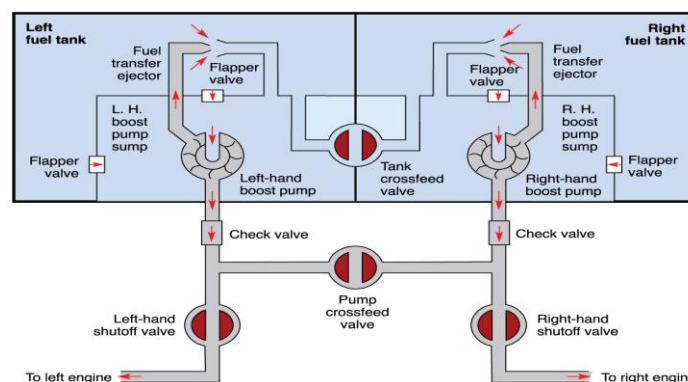 Left
fuel tank
Right
fuel tank
Fuel
transfer
ejector
Flapper
valve
L. H.
boost
pump
sump
Flapper
valve
Left-hand
boost pump
Tank
crossfeed
valve
Fuel
transfer
ejector
Flapper
valve
R. H.
boost
pump
sump
Flapper
valve
Right-hand
boost pump
Check valve
Check valve
Pump
crossfeed
valve
Left-hand
shutoff valve
Right-hand
shutoff valve
To left engine
To right engin